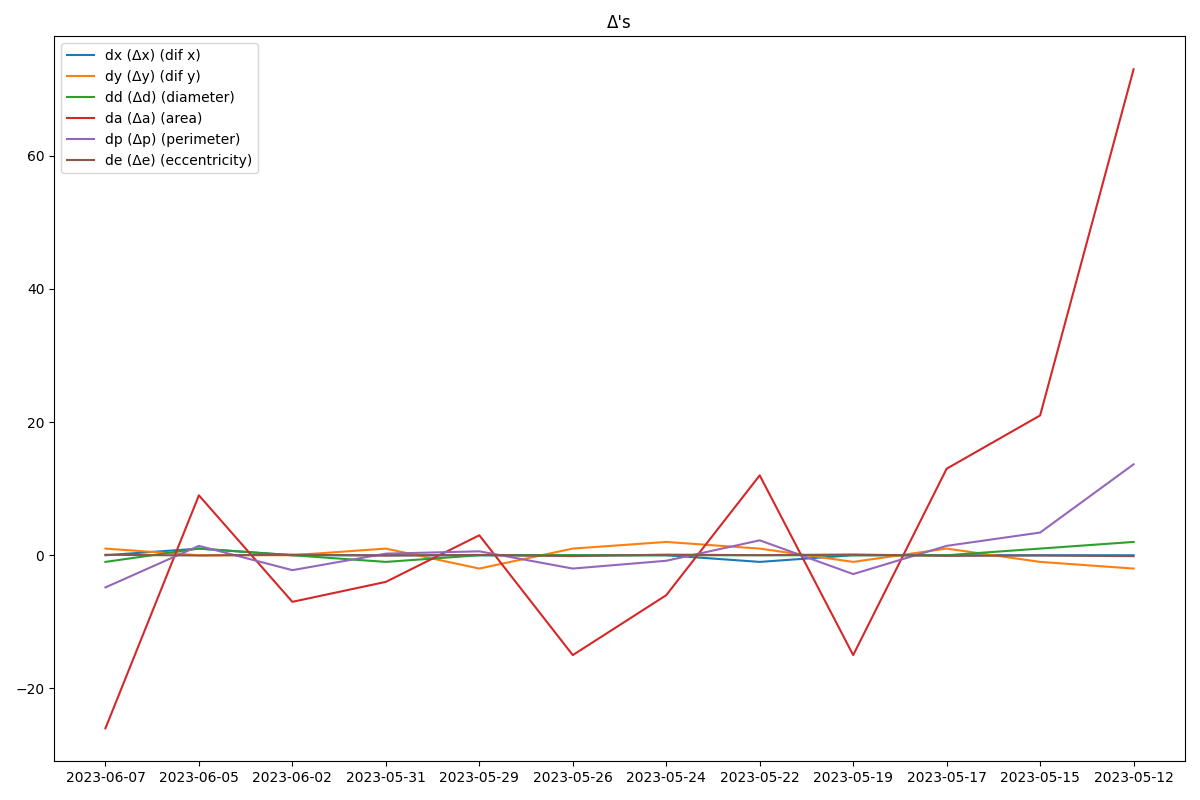 Δ's
dx (Δx) (dif x)
dy (Δy) (dif y)
dd (Δd) (diameter)
da (Δa) (area)
dp (Δp) (perimeter)
de (Δe) (eccentricity)
60
40
20
0
−20
2023-06-07 2023-06-05 2023-06-02 2023-05-31 2023-05-29 2023-05-26 2023-05-24 2023-05-22 2023-05-19 2023-05-17 2023-05-15 2023-05-12